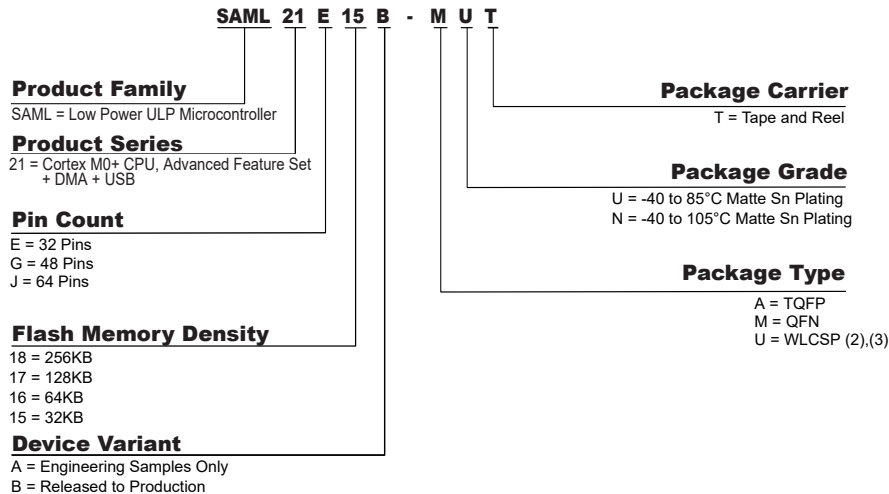 SAML 21 E 15 B - M U T
Product Family
SAML = Low Power ULP Microcontroller
Product Series
21 = Cortex M0+ CPU, Advanced Feature Set
+ DMA + USB
Pin Count
E = 32 Pins
G = 48 Pins
J = 64 Pins
Flash Memory Density
18 = 256KB
17 = 128KB
16 = 64KB
15 = 32KB
Device Variant
A = Engineering Samples Only
B = Released to Production
Package Carrier
T = Tape and Reel
Package Grade
U = -40 to 85°C Matte Sn Plating
N = -40 to 105°C Matte Sn Plating
Package Type
A = TQFP
M = QFN
U = WLCSP (2),(3)